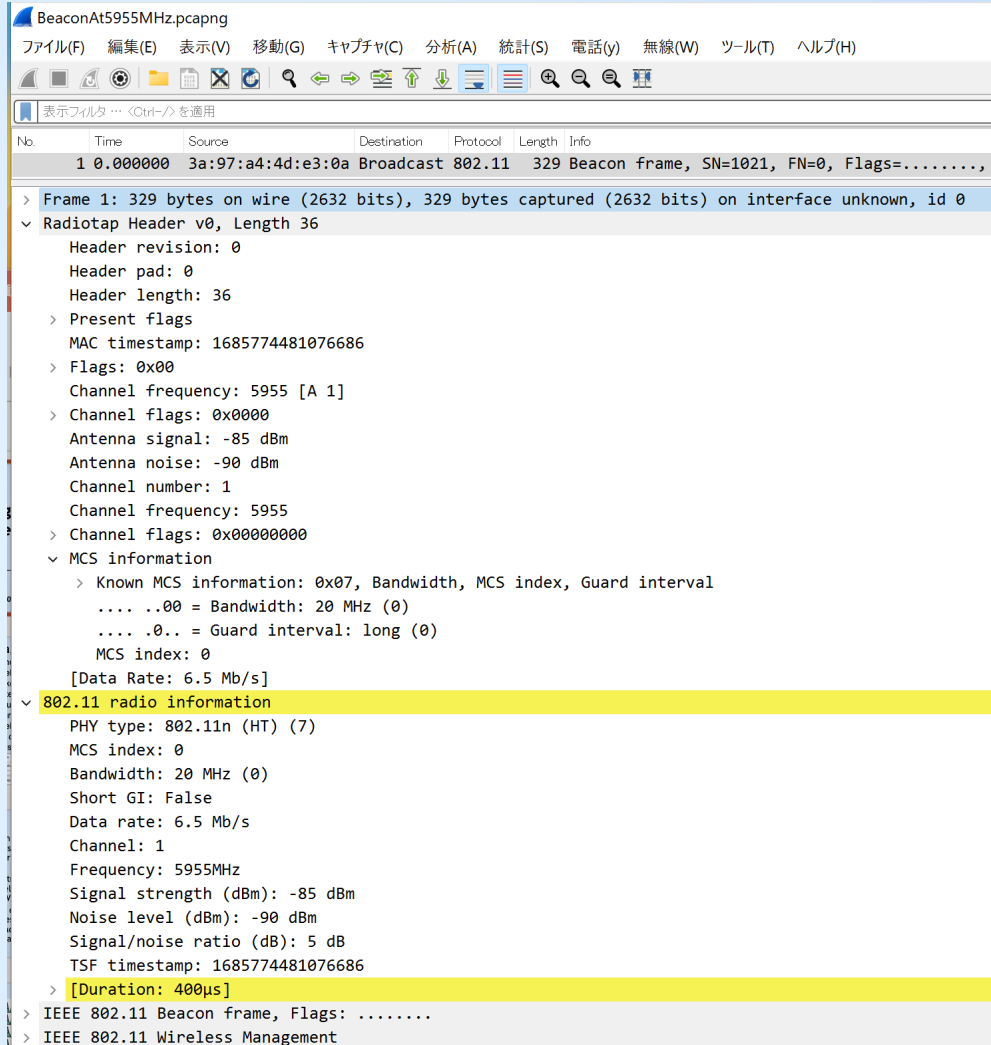 BeaconAt5955MHz.pcapng
ファイル(F) 編集(E) 表示(V) 移動(G) キャプチャ(C) 分析(A) 統計(S) 電話(y) 無線(W) ツール(T) ヘルプ(H)
表示フィルタ … <Ctrl-/> を適用
No. Time Source Destination Protocol Length Info
1 0.000000 3a:97:a4:4d:e3:0a Broadcast 802.11 329 Beacon frame, SN=1021, FN=0, Flags=........,
Frame 1: 329 bytes on wire (2632 bits), 329 bytes captured (2632 bits) on interface unknown, id 0
Radiotap Header v0, Length 36
Header revision: 0
Header pad: 0
Header length: 36
Present flags
MAC timestamp: 1685774481076686
Flags: 0x00
Channel frequency: 5955 [A 1]
Channel flags: 0x0000
Antenna signal: -85 dBm
Antenna noise: -90 dBm
Channel number: 1
Channel frequency: 5955
Channel flags: 0x00000000
MCS information
Known MCS information: 0x07, Bandwidth, MCS index, Guard interval
.... ..00 = Bandwidth: 20 MHz (0)
.... .0.. = Guard interval: long (0)
MCS index: 0
[Data Rate: 6.5 Mb/s]
802.11 radio information
PHY type: 802.11n (HT) (7)
MCS index: 0
Bandwidth: 20 MHz (0)
Short GI: False
Data rate: 6.5 Mb/s
Channel: 1
Frequency: 5955MHz
Signal strength (dBm): -85 dBm
Noise level (dBm): -90 dBm
Signal/noise ratio (dB): 5 dB
TSF timestamp: 1685774481076686
[Duration: 400µs]
IEEE 802.11 Beacon frame, Flags: ........
IEEE 802.11 Wireless Management